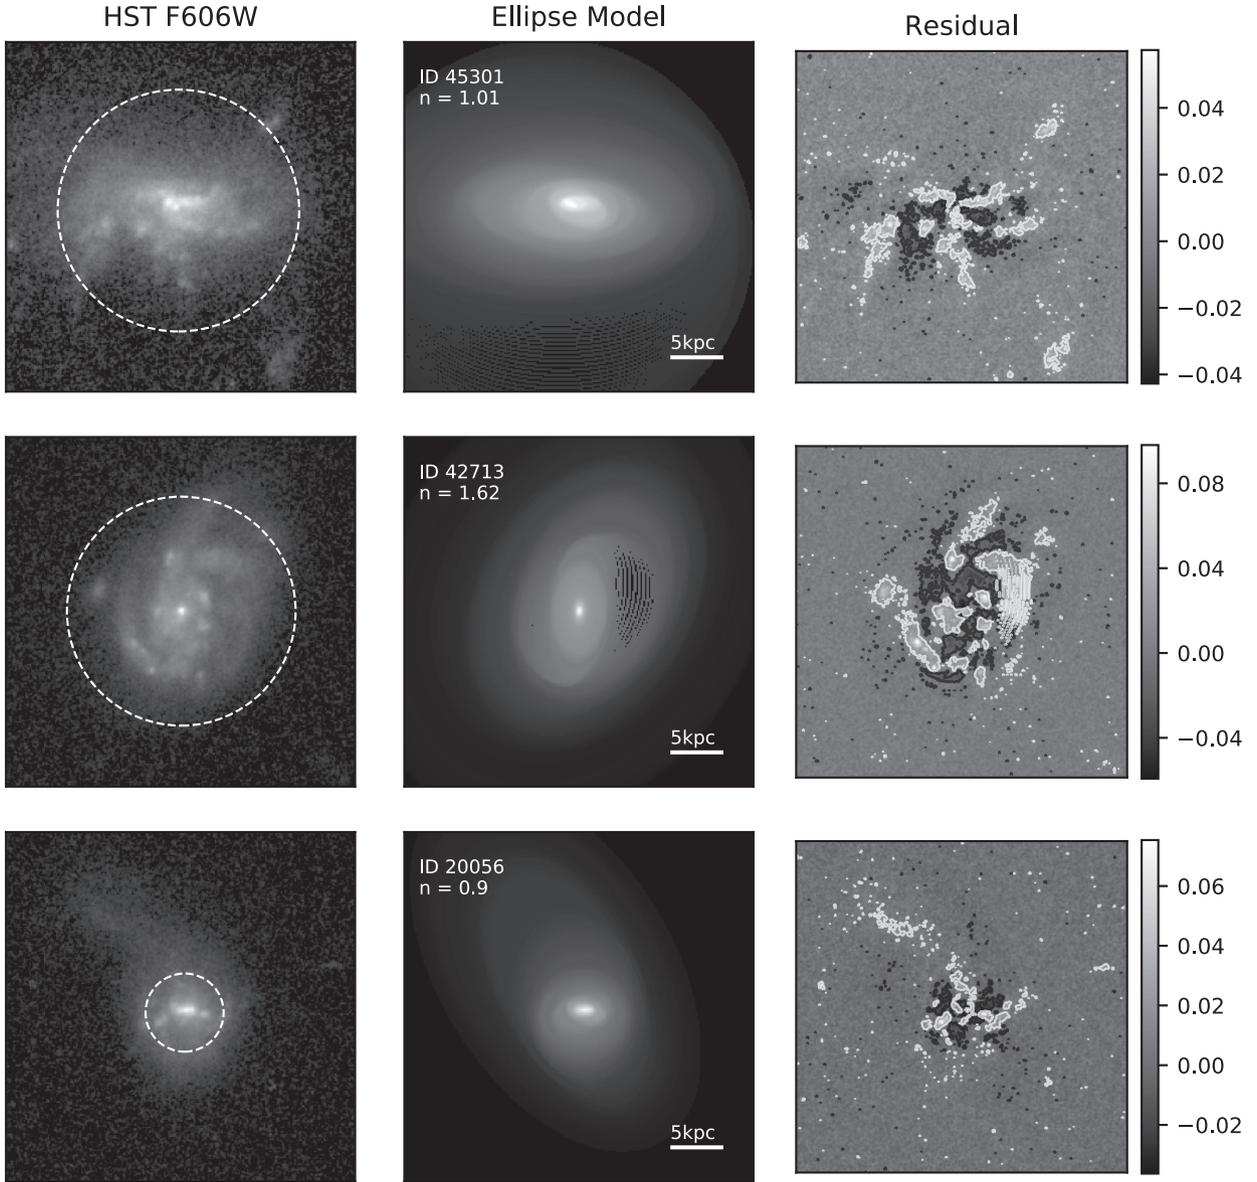 HST F606W
Ellipse Model
Residual
ID 45301
n = 1.01
5kpc
0.04
0.02
0.00
−0.02
−0.04
ID 42713
n = 1.62
5kpc
0.08
0.04
0.00
−0.04
ID 20056
n = 0.9
5kpc
0.06
0.04
0.02
0.00
−0.02